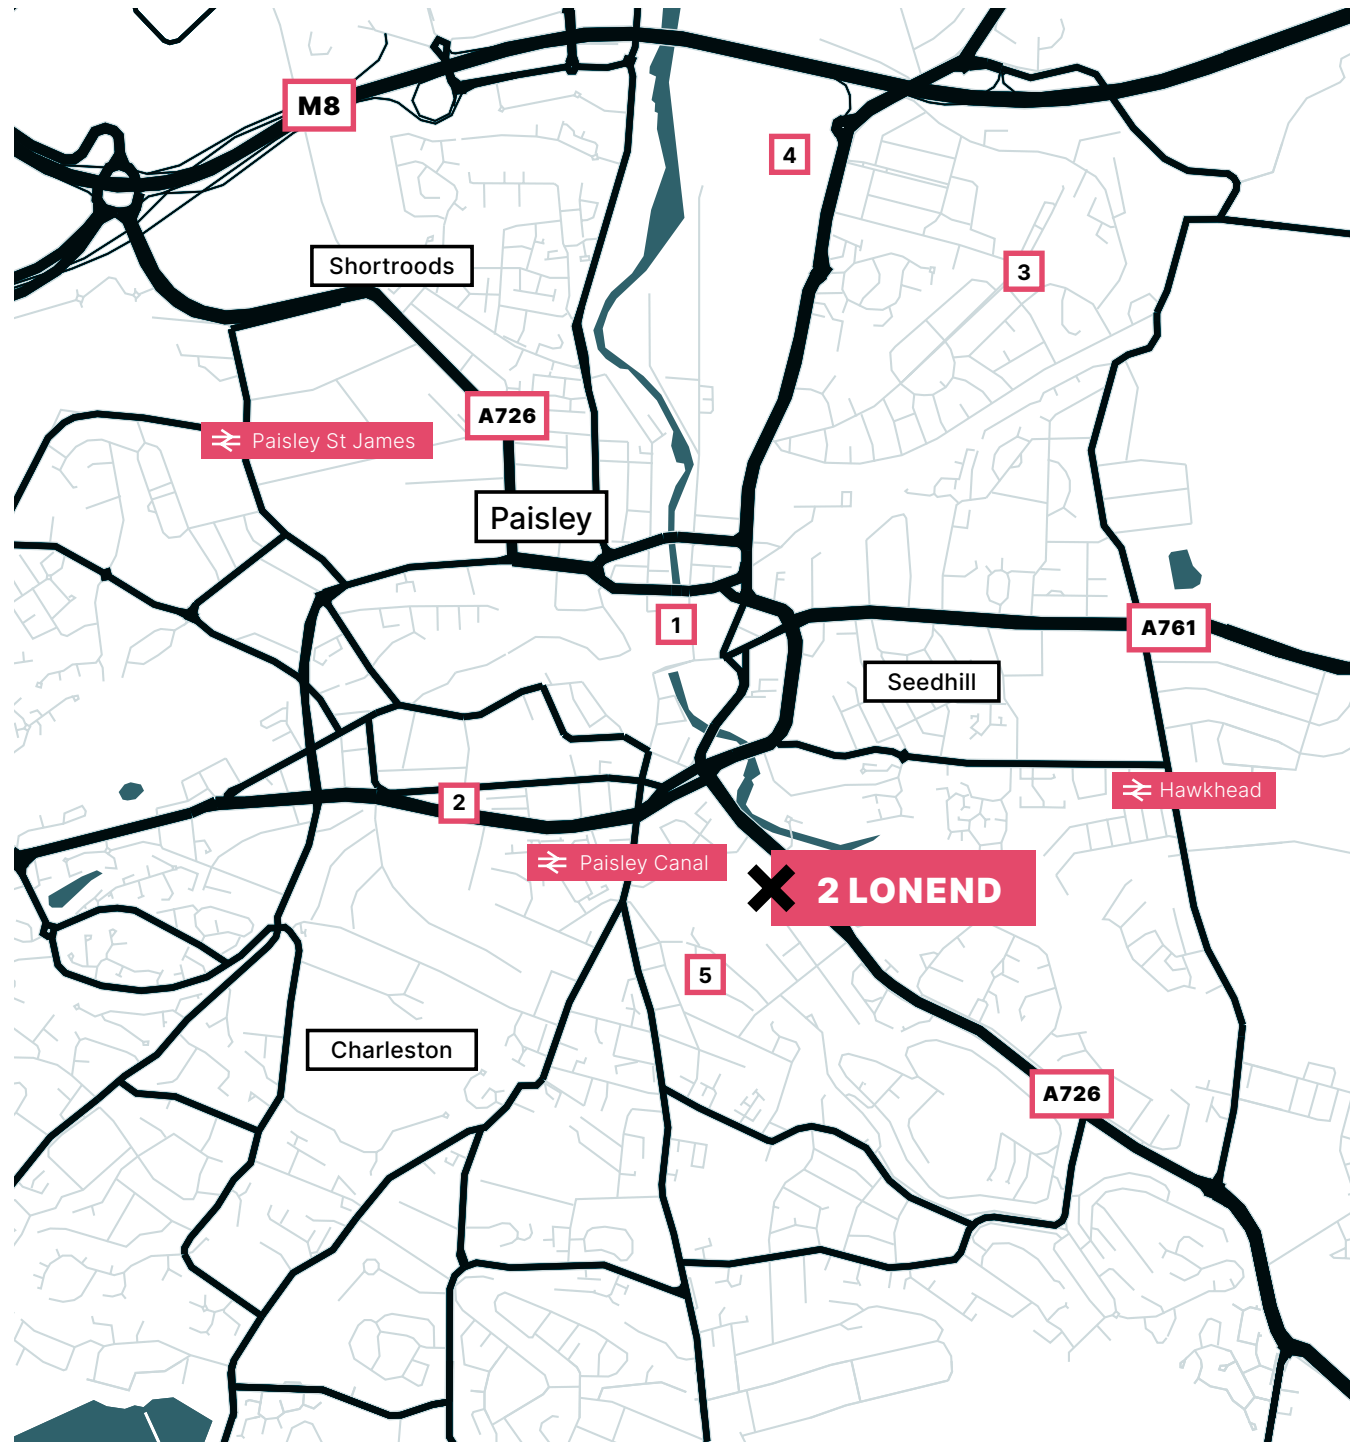 M8
4
Shortroods
3
A726
Paisley St James
Paisley
1
A761
Seedhill
Hawkhead
2
Paisley Canal
2 LONEND
5
Charleston
A726